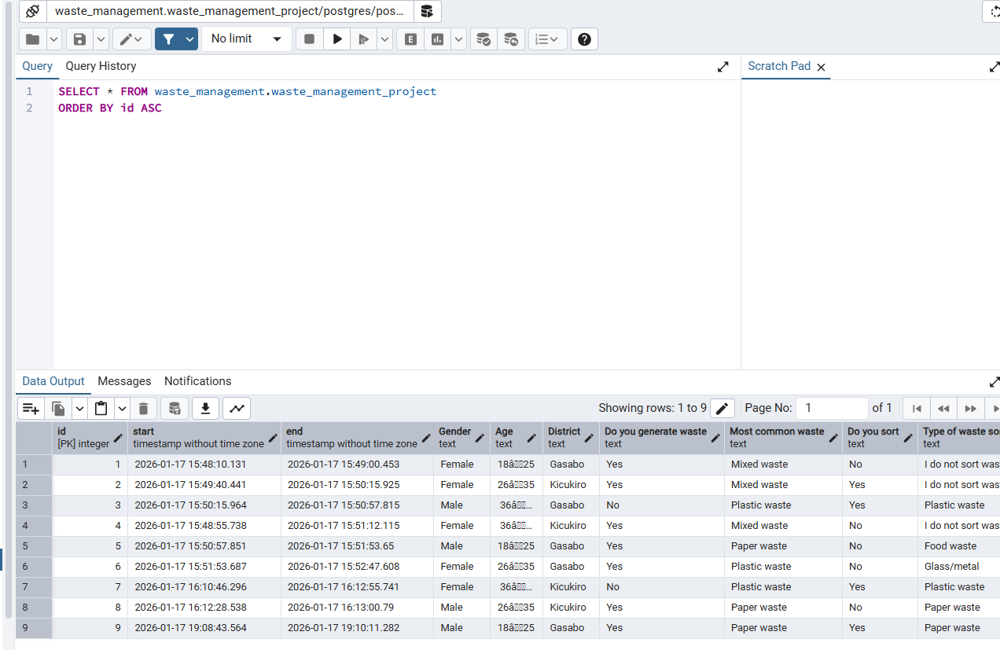 waste_management.waste_management_project/postgres/pos...
No limit
E
Query Query History
Scratch Pad
1 SELECT * FROM waste_management.waste_management_project
2 ORDER BY id ASC
Data Output Messages Notifications
Showing rows: 1 to 9 Page No: 1 of 1
id start end Gender Age District Do you generate waste Most common waste Do you sort Type of waste so
[PK] integer timestamp without time zone timestamp without time zone text text text text text text text
1 1 2026-01-17 15:48:10.131 2026-01-17 15:49:00.453 Female 18â25 Gasabo Yes Mixed waste No I do not sort was
2 2 2026-01-17 15:49:40.441 2026-01-17 15:50:15.925 Female 26â35 Kicukiro Yes Mixed waste Yes I do not sort was
3 3 2026-01-17 15:50:15.964 2026-01-17 15:50:57.815 Male 36â... Gasabo No Plastic waste Yes Plastic waste
4 4 2026-01-17 15:48:55.738 2026-01-17 15:51:12.115 Female 36â... Kicukiro Yes Mixed waste No I do not sort was
5 5 2026-01-17 15:50:57.851 2026-01-17 15:51:53.65 Male 18â25 Gasabo Yes Paper waste No Food waste
6 6 2026-01-17 15:51:53.687 2026-01-17 15:52:47.608 Female 26â35 Gasabo Yes Plastic waste No Glass/metal
7 7 2026-01-17 16:10:46.296 2026-01-17 16:12:55.741 Female 36â... Kicukiro No Plastic waste Yes Plastic waste
8 8 2026-01-17 16:12:28.538 2026-01-17 16:13:00.79 Male 26â35 Kicukiro Yes Paper waste No Paper waste
9 9 2026-01-17 19:08:43.564 2026-01-17 19:10:11.282 Male 18â25 Gasabo Yes Paper waste Yes Paper waste